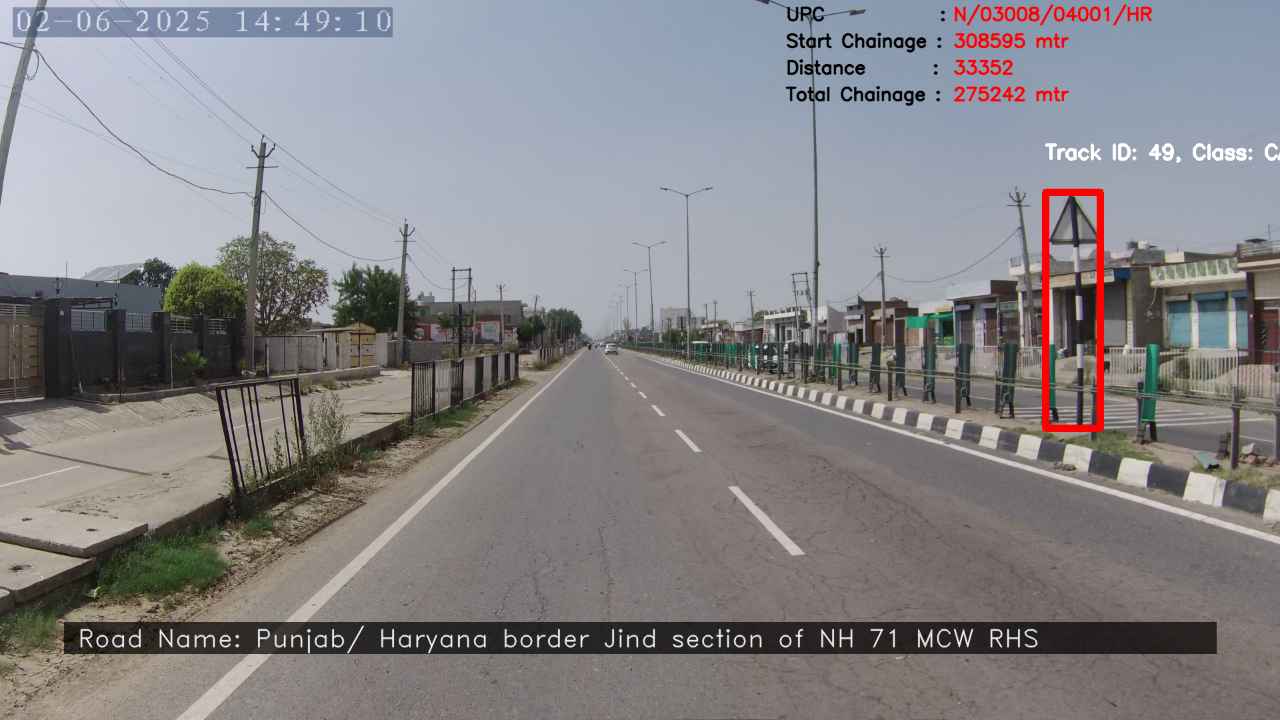 02-06-2025 14:49:10
UPC : N/03008/04001/HR
Start Chainage : 308595 mtr
Distance : 33352
Total Chainage : 275242 mtr
Track ID: 49, Class:
Road Name: Punjab/ Haryana border Jind section of NH 71 MCW RHS